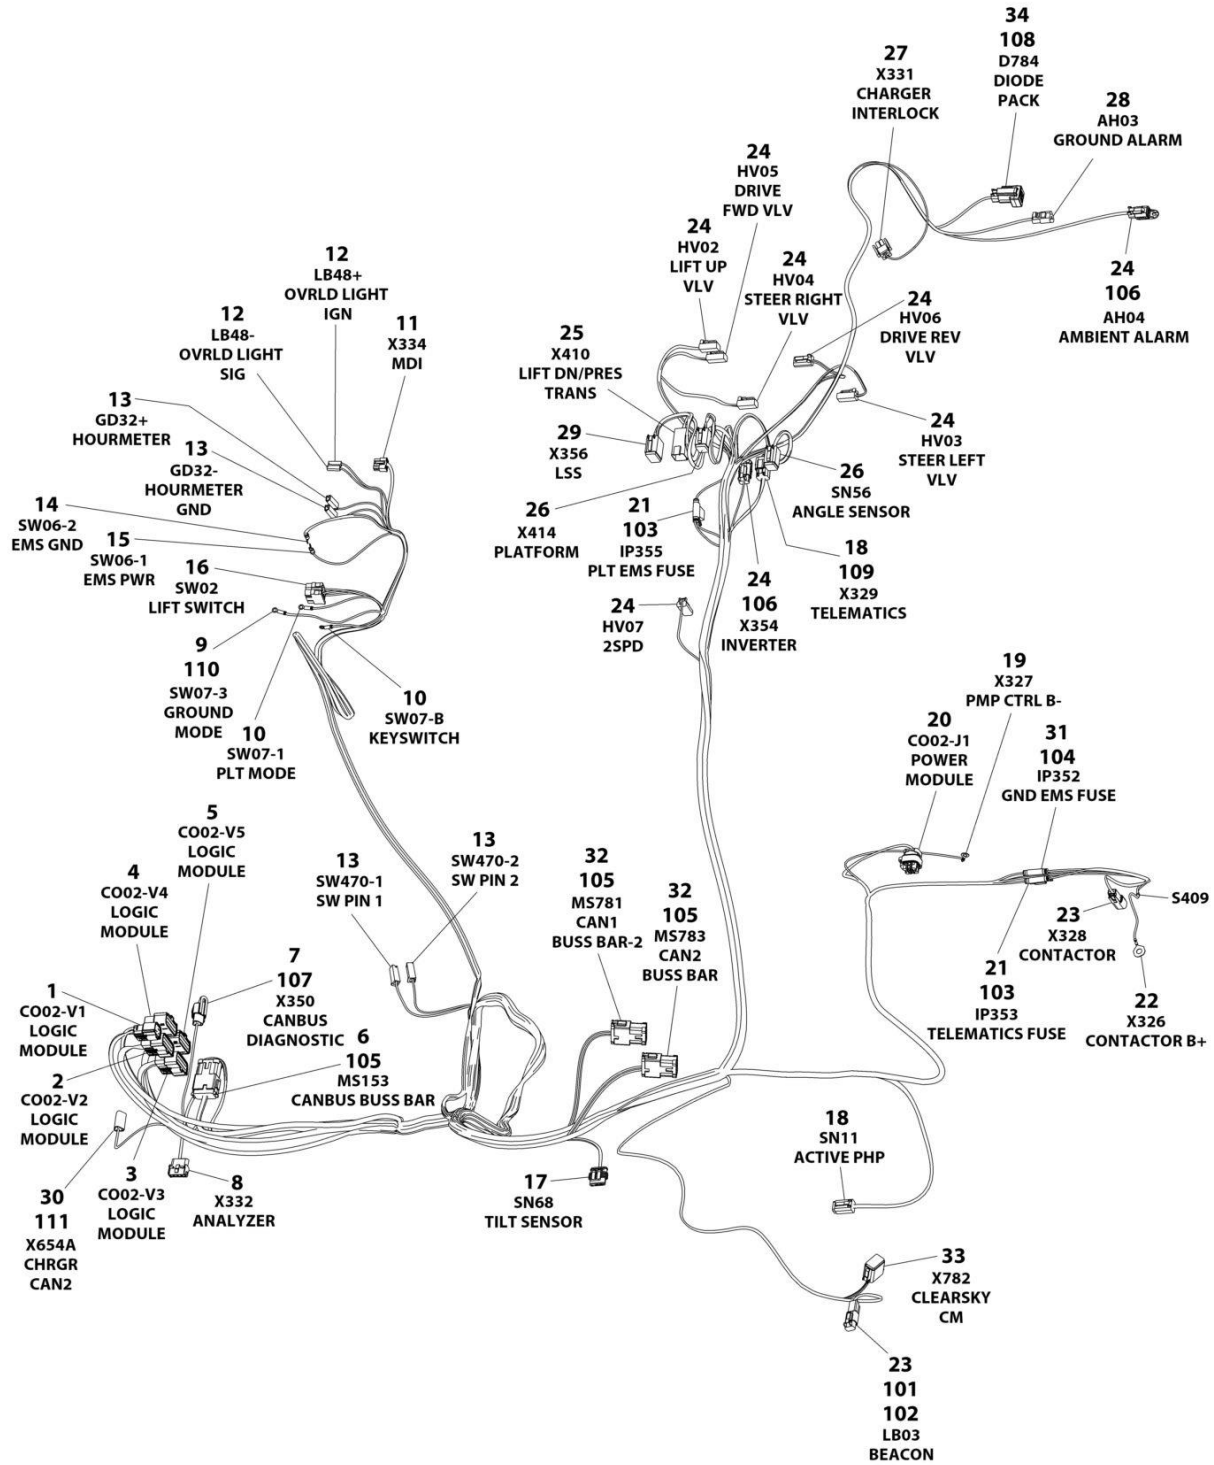 34
108
D784
DIODE
PACK
27
X331
CHARGER
INTERLOCK
28
AH03
GROUND ALARM
24
HV05
DRIVE
FWD VLV
24
HV02
LIFT UP
VLV
24
HV04
STEER RIGHT
VLV
24
HV06
DRIVE REV
VLV
24
106
AH04
AMBIENT ALARM
12
LB48+
OVRLD LIGHT
IGN
12
LB48-
OVRLD LIGHT
SIG
11
X334
MDI
25
X410
LIFT DN/PRES
TRANS
13
GD32+
HOURMETER
13
GD32-
HOURMETER
GND
29
X356
LSS
24
HV03
STEER LEFT
VLV
26
SN56
ANGLE SENSOR
14
SW06-2
EMS GND
15
SW06-1
EMS PWR
16
SW02
LIFT SWITCH
26
X414
PLATFORM
21
103
IP355
PLT EMS FUSE
18
109
X329
TELEMATICS
24
106
X354
INVERTER
24
HV07
2SPD
9
110
SW07-3
GROUND
MODE
10
SW07-1
PLT MODE
10
SW07-B
KEYSWITCH
19
X327
PMP CTRL B-
20
CO02-J1
POWER
MODULE
31
104
IP352
GND EMS FUSE
5
CO02-V5
LOGIC
MODULE
4
CO02-V4
LOGIC
MODULE
13
SW470-1
SW PIN 1
13
SW470-2
SW PIN 2
32
105
MS781
CAN1
BUSS BAR-2
32
105
MS783
CAN2
BUSS BAR
S409
23
X328
CONTACTOR
21
103
IP353
TELEMATICS FUSE
22
X326
CONTACTOR B+
7
107
X350
CANBUS
DIAGNOSTIC
1
CO02-V1
LOGIC
MODULE
6
105
MS153
CANBUS BUSS BAR
2
CO02-V2
LOGIC
MODULE
3
CO02-V3
LOGIC
MODULE
8
X332
ANALYZER
30
111
X654A
CHRGR
CAN2
17
SN68
TILT SENSOR
18
SN11
ACTIVE PHP
33
X782
CLEARSKY
CM
23
101
102
LB03
BEACON